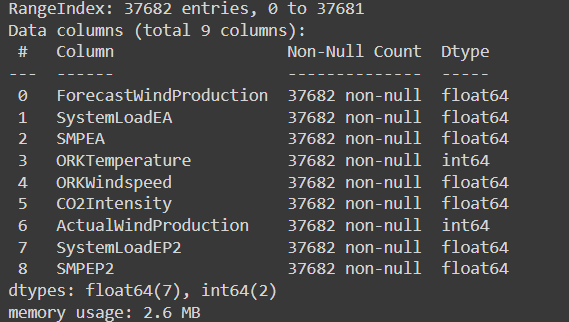 RangeIndex: 37682 entries, 0 to 37681
Data columns (total 9 columns):
 #   Column                  Non-Null Count  Dtype
---  ------                  --------------  -----
 0   ForecastWindProduction  37682 non-null  float64
 1   SystemLoadEA            37682 non-null  float64
 2   SMPEA                   37682 non-null  float64
 3   ORKTemperature          37682 non-null  int64
 4   ORKWindspeed            37682 non-null  float64
 5   CO2Intensity            37682 non-null  float64
 6   ActualWindProduction    37682 non-null  int64
 7   SystemLoadEP2           37682 non-null  float64
 8   SMPEP2                  37682 non-null  float64
dtypes: float64(7), int64(2)
memory usage: 2.6 MB